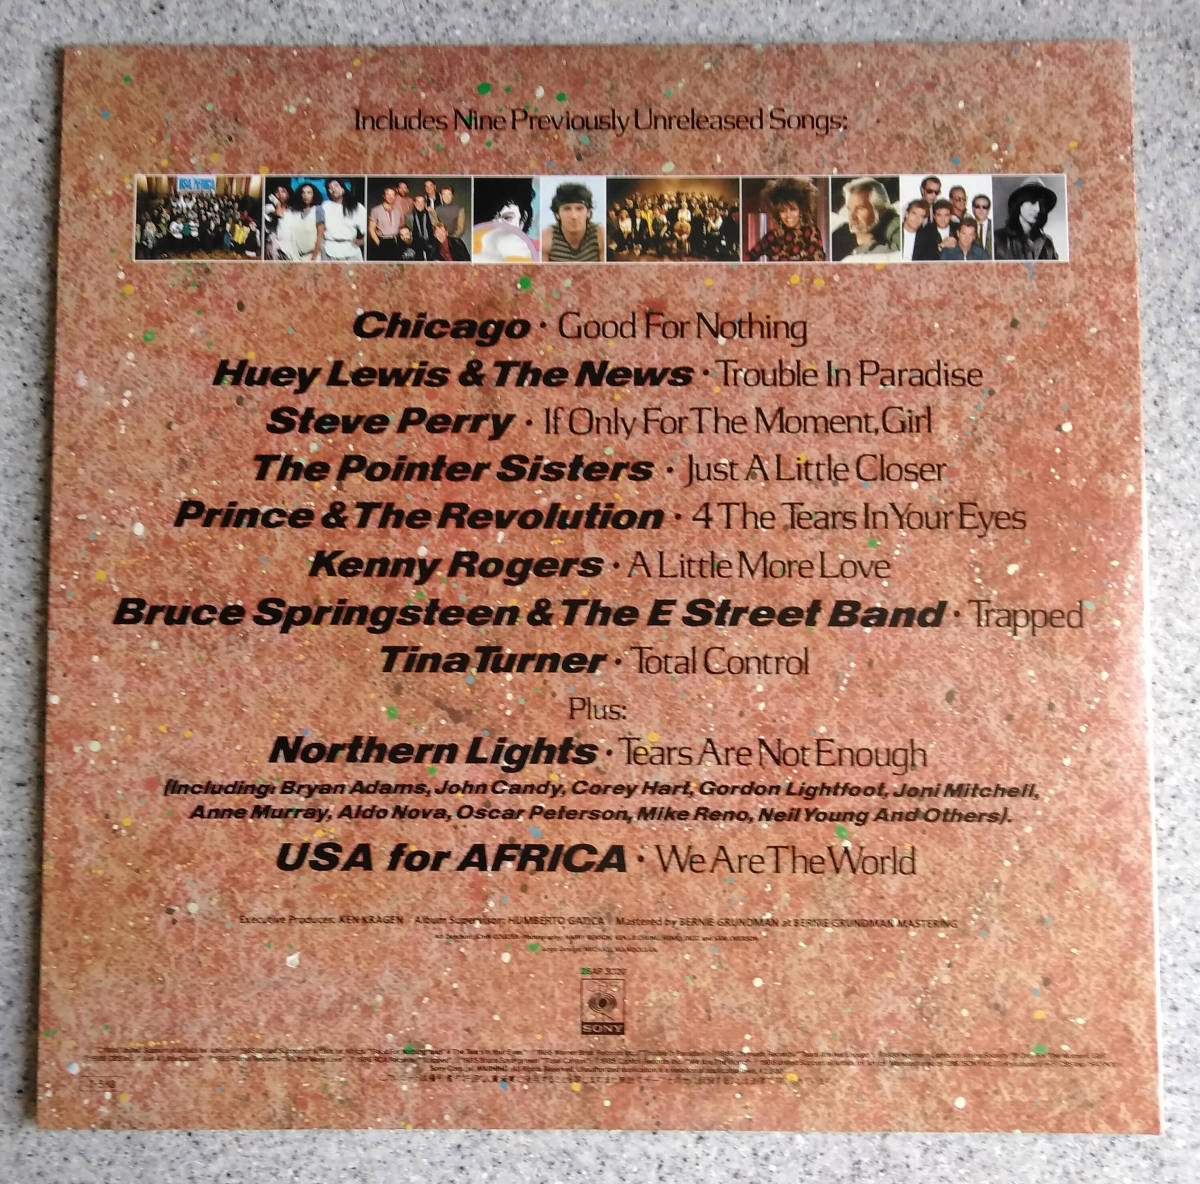 Includes Nine Previously Unreleased Songs:
Chicago · Good For Nothing
Huey Lewis & The News · Trouble In Paradise
Steve Perry · If Only For The Moment, Girl
The Pointer Sisters · Just A Little Closer
Prince & The Revolution · 4 The Tears In Your Eyes
Kenny Rogers · A Little More Love
Bruce Springsteen & The E Street Band · Trapped
Tina Turner · Total Control
Plus:
Northern Lights · Tears Are Not Enough
(Including: Bryan Adams, John Candy, Corey Hart, Gordon Lightfoot, Joni Mitchell,
Anne Murray, Aldo Nova, Oscar Peterson, Mike Reno, Neil Young And Others).
USA for AFRICA · We Are The World
Executive Producer: KEN KRAGEN Album Supervisor: HUMBERTO GATICA Mastered by BERNIE GRUNDMAN at BERNIE GRUNDMAN MASTERING
SONY